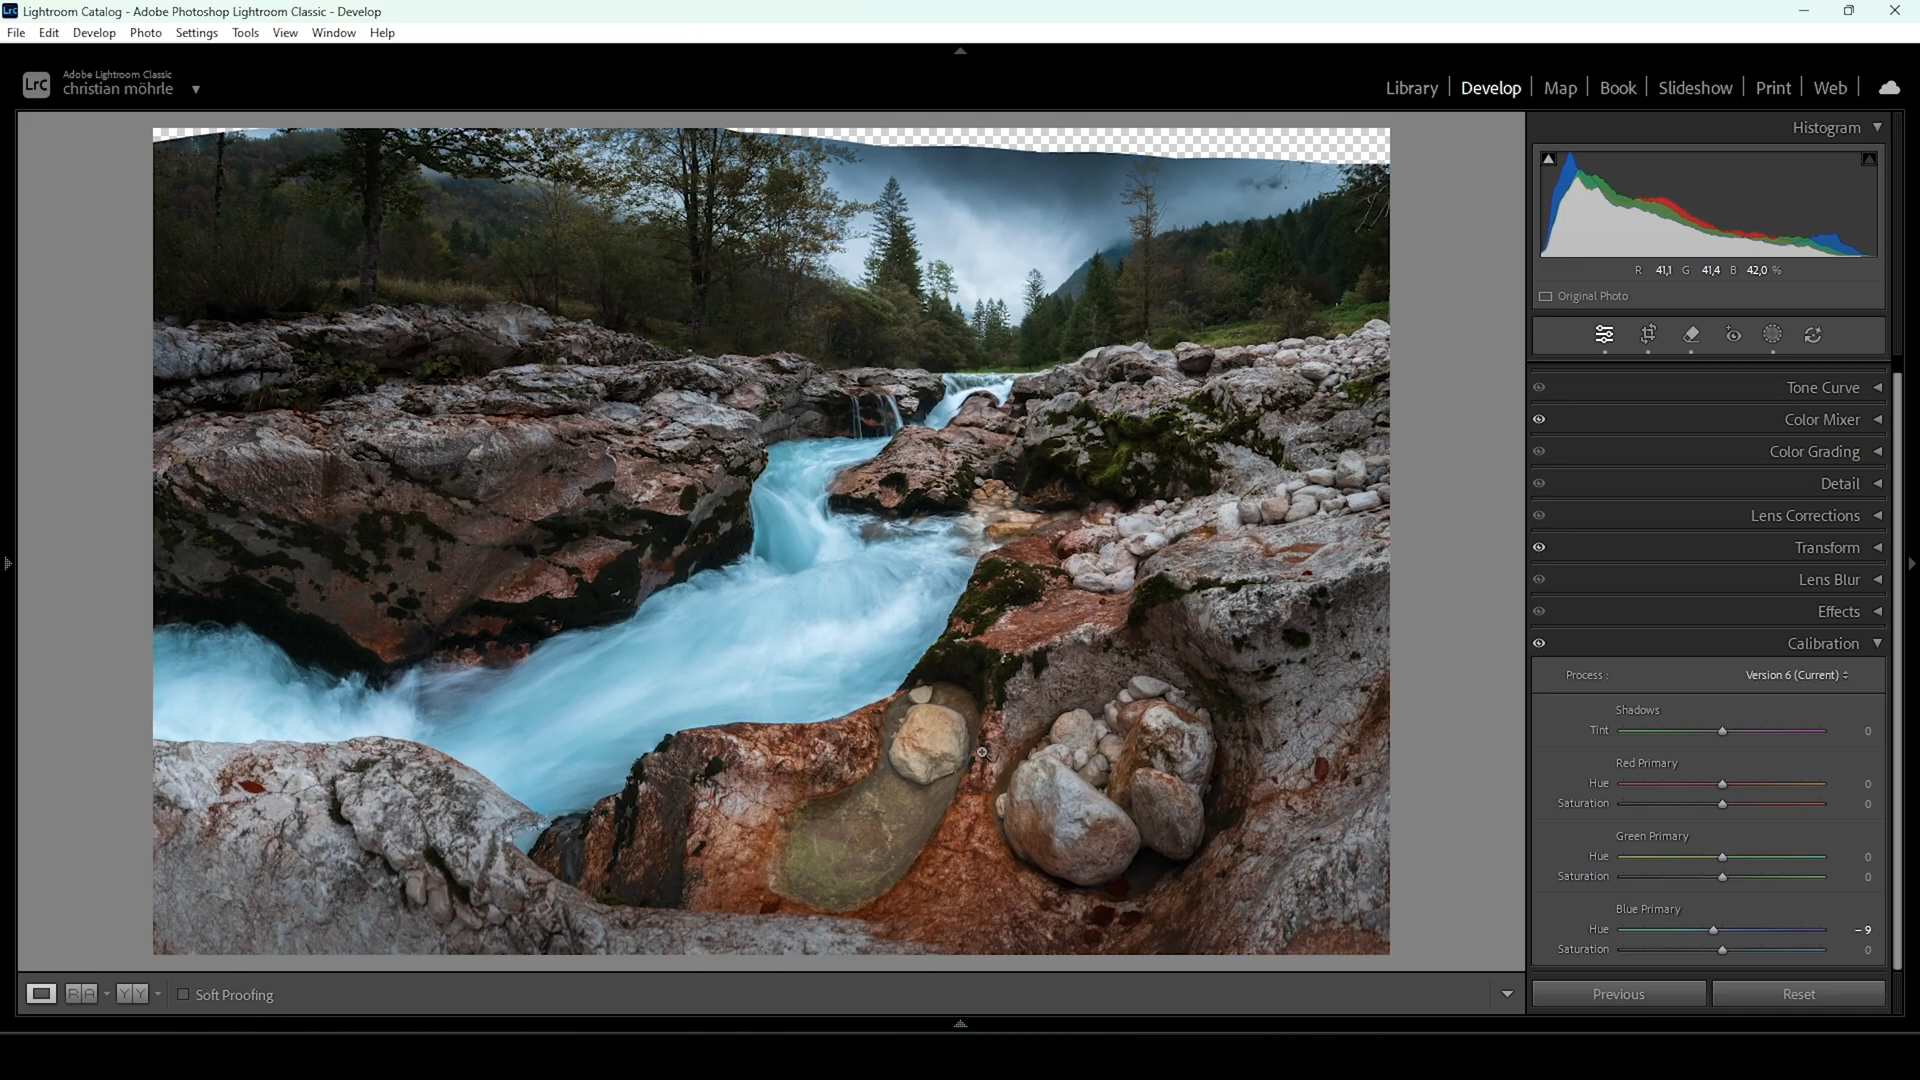 Lrc Lightroom Catalog - Adobe Photoshop Lightroom Classic - Develop
File Edit Develop Photo Settings Tools View Window Help
LrC Adobe Lightroom Classic
christian möhrle
Library Develop Map Book Slideshow Print Web
Histogram
R 41,1 G 41,4 B 42,0 %
Original Photo
Tone Curve
Color Mixer
Color Grading
Detail
Lens Corrections
Transform
Lens Blur
Effects
Calibration
Process : Version 6 (Current)
Shadows
Tint 0
Red Primary
Hue 0
Saturation 0
Green Primary
Hue 0
Saturation 0
Blue Primary
Hue – 9
Saturation 0
R A Y Y Soft Proofing
Previous Reset